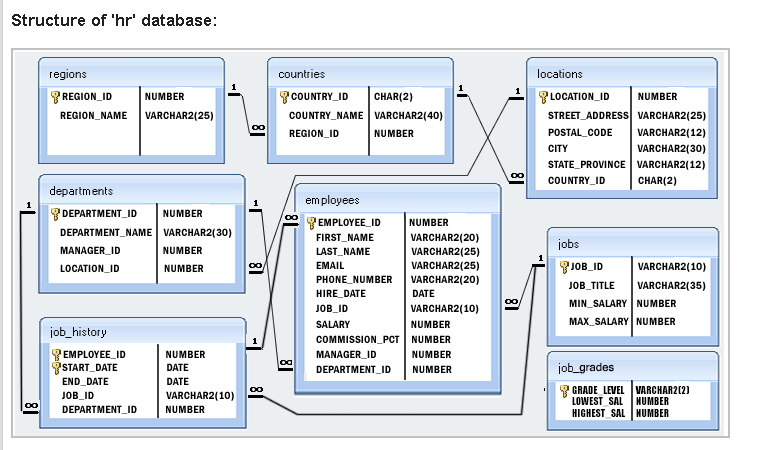 Structure of 'hr' database:
regions
REGION_ID NUMBER
REGION_NAME VARCHAR2(25)
1
∞
countries
COUNTRY_ID CHAR(2)
COUNTRY_NAME VARCHAR2(40)
REGION_ID NUMBER
1
∞
1
locations
LOCATION_ID NUMBER
STREET_ADDRESS VARCHAR2(25)
POSTAL_CODE VARCHAR2(12)
CITY VARCHAR2(30)
STATE_PROVINCE VARCHAR2(12)
COUNTRY_ID CHAR(2)
1
departments
DEPARTMENT_ID NUMBER
DEPARTMENT_NAME VARCHAR2(30)
MANAGER_ID NUMBER
LOCATION_ID NUMBER
1
∞
∞
employees
EMPLOYEE_ID NUMBER
FIRST_NAME VARCHAR2(20)
LAST_NAME VARCHAR2(25)
EMAIL VARCHAR2(25)
PHONE_NUMBER VARCHAR2(20)
HIRE_DATE DATE
JOB_ID VARCHAR2(10)
SALARY NUMBER
COMMISSION_PCT NUMBER
MANAGER_ID NUMBER
DEPARTMENT_ID NUMBER
∞
1
jobs
JOB_ID VARCHAR2(10)
JOB_TITLE VARCHAR2(35)
MIN_SALARY NUMBER
MAX_SALARY NUMBER
∞
job_history
EMPLOYEE_ID NUMBER
START_DATE DATE
END_DATE DATE
JOB_ID VARCHAR2(10)
DEPARTMENT_ID NUMBER
1
∞
∞
job_grades
GRADE_LEVEL VARCHAR2(2)
LOWEST_SAL NUMBER
HIGHEST_SAL NUMBER